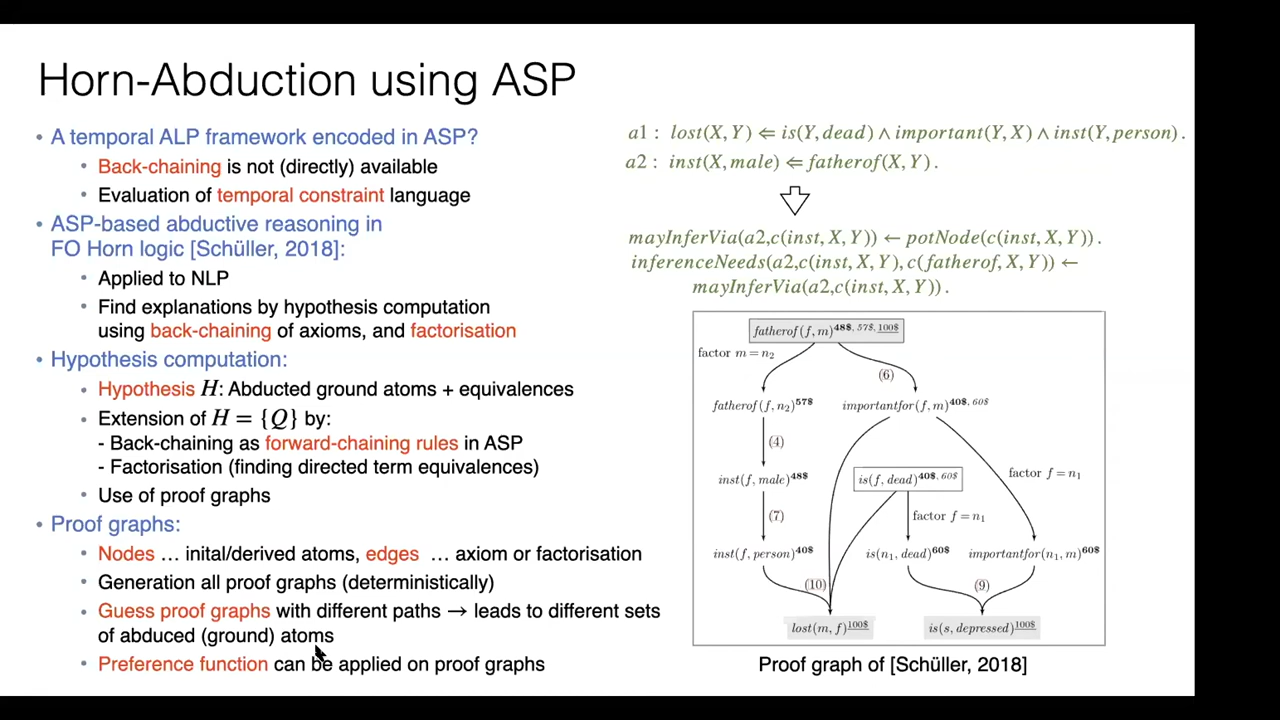 Horn-Abduction using ASP
• A temporal ALP framework encoded in ASP?
• Back-chaining is not (directly) available
• Evaluation of temporal constraint language
• ASP-based abductive reasoning in
FO Horn logic [Schüller, 2018]:
• Applied to NLP
• Find explanations by hypothesis computation
using back-chaining of axioms, and factorisation
• Hypothesis computation:
• Hypothesis H: Abducted ground atoms + equivalences
• Extension of H = {Q} by:
- Back-chaining as forward-chaining rules in ASP
- Factorisation (finding directed term equivalences)
• Use of proof graphs
• Proof graphs:
• Nodes … inital/derived atoms, edges … axiom or factorisation
• Generation all proof graphs (deterministically)
• Guess proof graphs with different paths → leads to different sets
of abduced (ground) atoms
• Preference function can be applied on proof graphs
a1 : lost(X, Y) ⇐ is(Y, dead) ∧ important(Y, X) ∧ inst(Y, person) .
a2 : inst(X, male) ⇐ fatherof(X, Y) .
mayInferVia(a2,c(inst, X, Y)) ← potNode(c(inst, X, Y)) .
inferenceNeeds(a2,c(inst, X, Y), c(fatherof, X, Y)) ←
mayInferVia(a2,c(inst, X, Y)) .
fatherof(f, m)48$, 57$, 100$
factor m = n2
(6)
fatherof(f, n2)57$ importantfor(f, m)40$, 60$
(4)
inst(f, male)48$ is(f, dead)40$, 60$ factor f = n1
(7) factor f = n1
inst(f, person)40$ is(n1, dead)60$ importantfor(n1, m)60$
(10) (9)
lost(m, f)100$ is(s, depressed)100$
Proof graph of [Schüller, 2018]